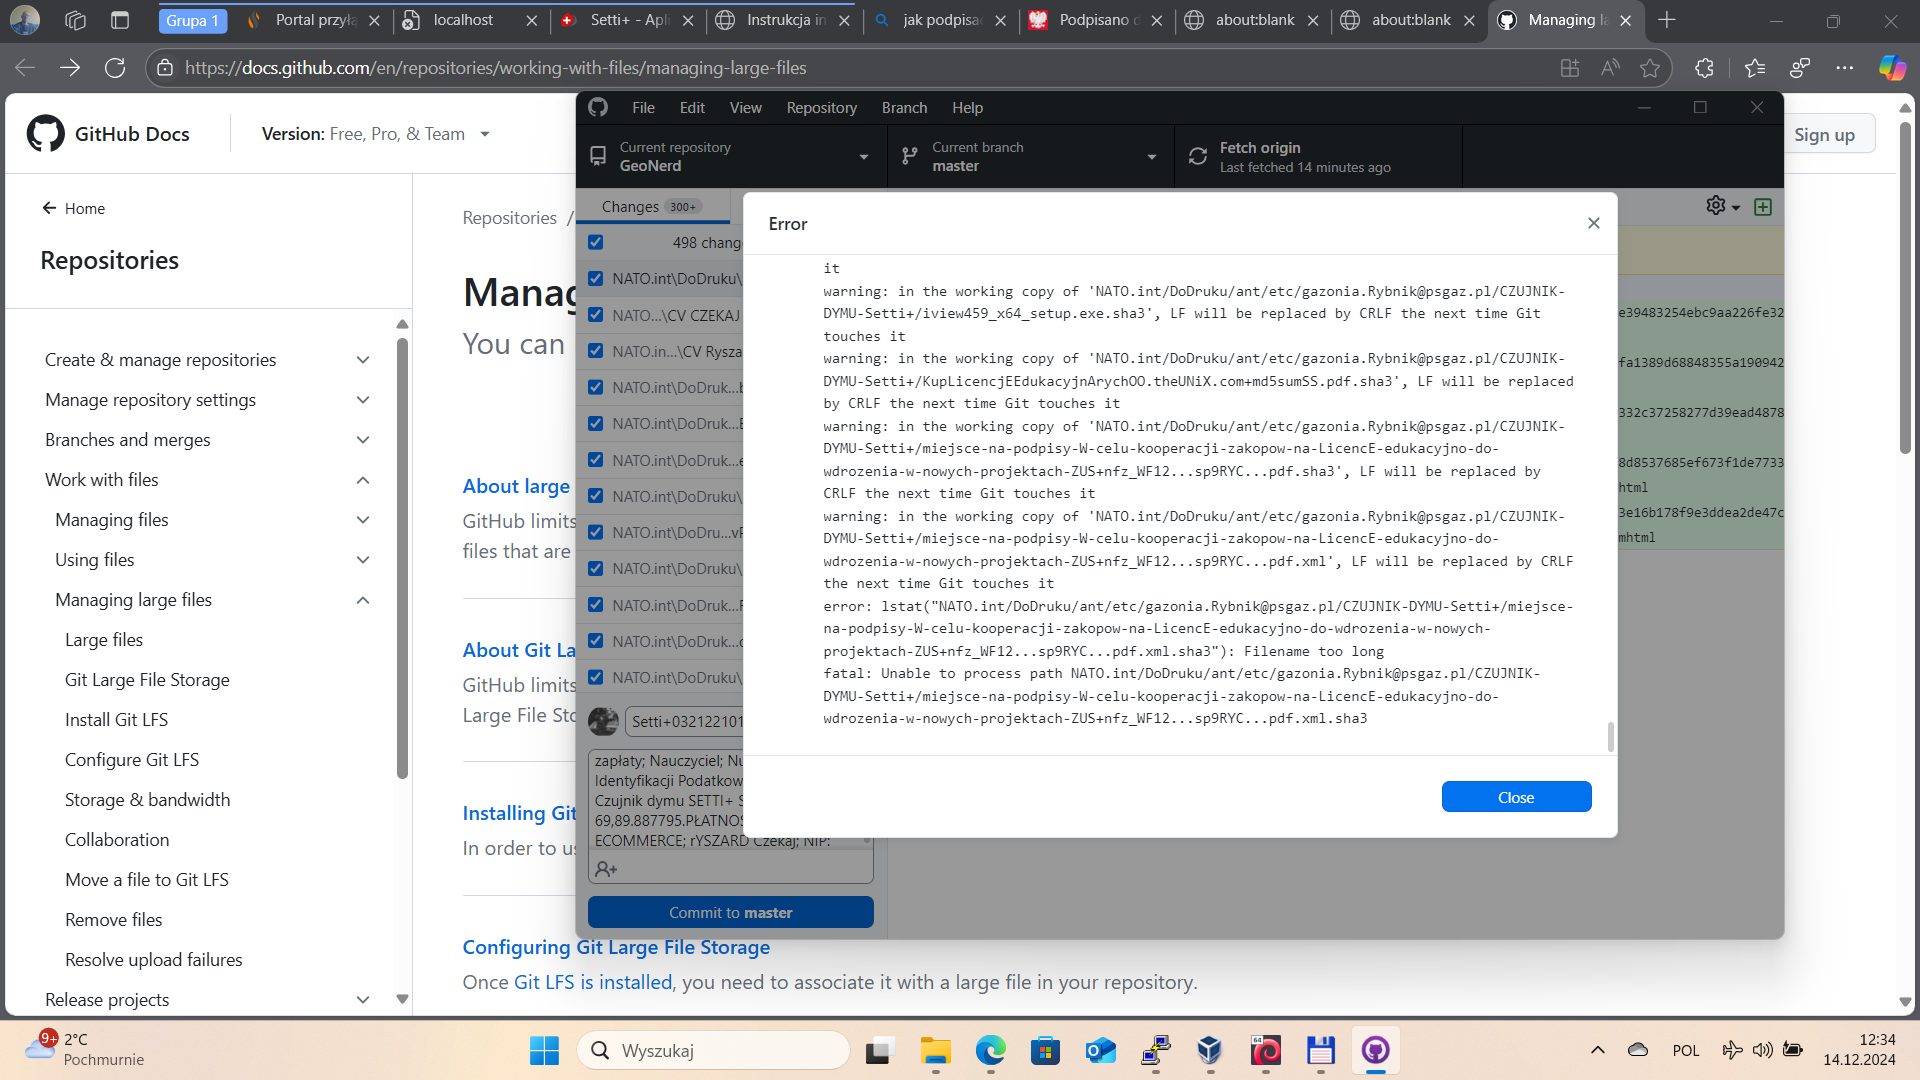 Grupa 1
Portal przyłą
localhost
Setti+ - Apli
Instrukcja in
jak podpisać
Podpisano d
about:blank
about:blank
Managing la
https://docs.github.com/en/repositories/working-with-files/managing-large-files
GitHub Docs
Version: Free, Pro, & Team
Sign up
Home
Repositories
Create & manage repositories
Manage repository settings
Branches and merges
Work with files
Managing files
Using files
Managing large files
Large files
Git Large File Storage
Install Git LFS
Configure Git LFS
Storage & bandwidth
Collaboration
Move a file to Git LFS
Remove files
Resolve upload failures
Release projects
Repositories /
Manag
You can
About large
GitHub limits
files that are
About Git La
GitHub limits
Large File Sto
Installing Git
In order to us
Configuring Git Large File Storage
Once Git LFS is installed, you need to associate it with a large file in your repository.
File Edit View Repository Branch Help
Current repository
GeoNerd
Current branch
master
Fetch origin
Last fetched 14 minutes ago
Changes 300+
498 chang
NATO.int\DoDruku\
NATO...\CV CZEKAJ
NATO.in...\CV Rysza
NATO.int\DoDruk...b
NATO.int\DoDruk...E
NATO.int\DoDruk...e
NATO.int\DoDruku\
NATO.int\DoDru...vF
NATO.int\DoDruku\
NATO.int\DoDruk...F
NATO.int\DoDruk...c
NATO.int\DoDruku\
Setti+032122101
zapłaty; Nauczyciel; Nu
Identyfikacji Podatkow
Czujnik dymu SETTI+ S
69,89.887795.PŁATNOŚ
ECOMMERCE; rYSZARD Czekaj; NIP:
Commit to master
Error
it
warning: in the working copy of 'NATO.int/DoDruku/ant/etc/gazonia.Rybnik@psgaz.pl/CZUJNIK-
DYMU-Setti+/iview459_x64_setup.exe.sha3', LF will be replaced by CRLF the next time Git
touches it
warning: in the working copy of 'NATO.int/DoDruku/ant/etc/gazonia.Rybnik@psgaz.pl/CZUJNIK-
DYMU-Setti+/KupLicencjEEdukacyjnArychOO.theUNiX.com+md5sumSS.pdf.sha3', LF will be replaced
by CRLF the next time Git touches it
warning: in the working copy of 'NATO.int/DoDruku/ant/etc/gazonia.Rybnik@psgaz.pl/CZUJNIK-
DYMU-Setti+/miejsce-na-podpisy-W-celu-kooperacji-zakopow-na-LicencE-edukacyjno-do-
wdrozenia-w-nowych-projektach-ZUS+nfz_WF12...sp9RYC...pdf.sha3', LF will be replaced by
CRLF the next time Git touches it
warning: in the working copy of 'NATO.int/DoDruku/ant/etc/gazonia.Rybnik@psgaz.pl/CZUJNIK-
DYMU-Setti+/miejsce-na-podpisy-W-celu-kooperacji-zakopow-na-LicencE-edukacyjno-do-
wdrozenia-w-nowych-projektach-ZUS+nfz_WF12...sp9RYC...pdf.xml', LF will be replaced by CRLF
the next time Git touches it
error: lstat("NATO.int/DoDruku/ant/etc/gazonia.Rybnik@psgaz.pl/CZUJNIK-DYMU-Setti+/miejsce-
na-podpisy-W-celu-kooperacji-zakopow-na-LicencE-edukacyjno-do-wdrozenia-w-nowych-
projektach-ZUS+nfz_WF12...sp9RYC...pdf.xml.sha3"): Filename too long
fatal: Unable to process path NATO.int/DoDruku/ant/etc/gazonia.Rybnik@psgaz.pl/CZUJNIK-
DYMU-Setti+/miejsce-na-podpisy-W-celu-kooperacji-zakopow-na-LicencE-edukacyjno-do-
wdrozenia-w-nowych-projektach-ZUS+nfz_WF12...sp9RYC...pdf.xml.sha3
Close
e39483254ebc9aa226fe32
fa1389d68848355a190942
332c37258277d39ead4878
8d8537685ef673f1de7733
html
3e16b178f9e3ddea2de47c
mhtml
9+
2°C
Pochmurnie
Wyszukaj
64
POL
12:34
14.12.2024